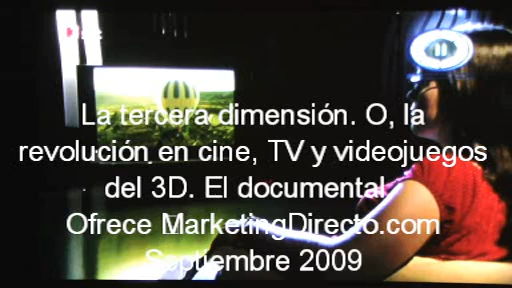 La tercera dimensión. O, la
revolución en cine, TV y videojuegos
del 3D. El documental.
Ofrece MarketingDirecto.com
Septiembre 2009